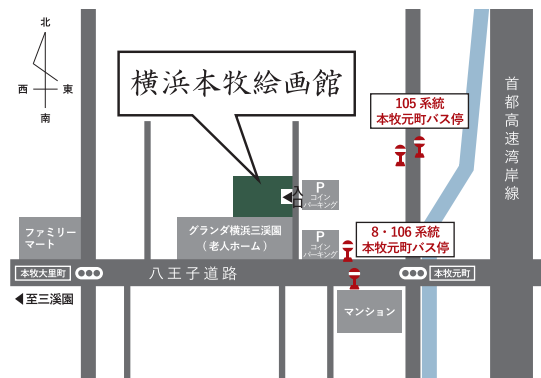 北
西
東
南
横浜本牧絵画館
105 系統
本牧元町バス停
首都高速湾岸線
入口
P
コイン
パーキング
ファミリー
マート
グランダ横浜三溪園
（老人ホーム）
P
コイン
パーキング
8・106 系統
本牧元町バス停
本牧大里町
八王子道路
本牧元町
至三溪園
マンション